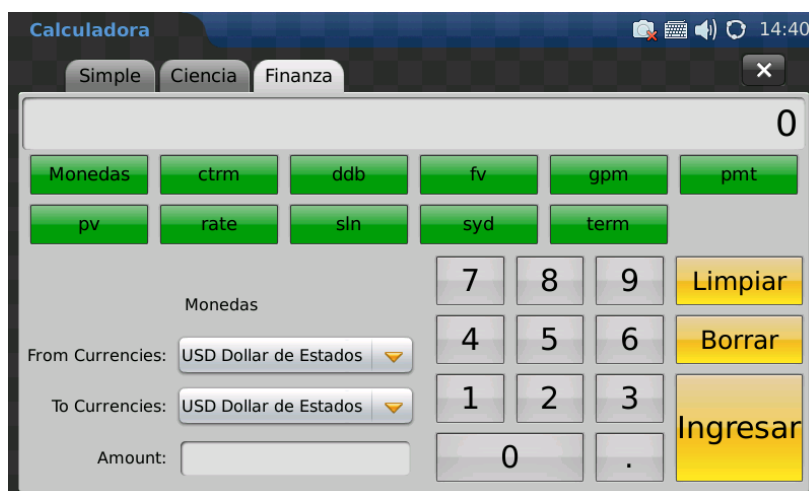 Calculadora 14:40
Simple Ciencia Finanza
0
Monedas ctrm ddb fv gpm pmt
pv rate sln syd term
Monedas
7 8 9 Limpiar
From Currencies: USD Dollar de Estados
4 5 6 Borrar
To Currencies: USD Dollar de Estados
1 2 3
Ingresar
Amount:
0 .